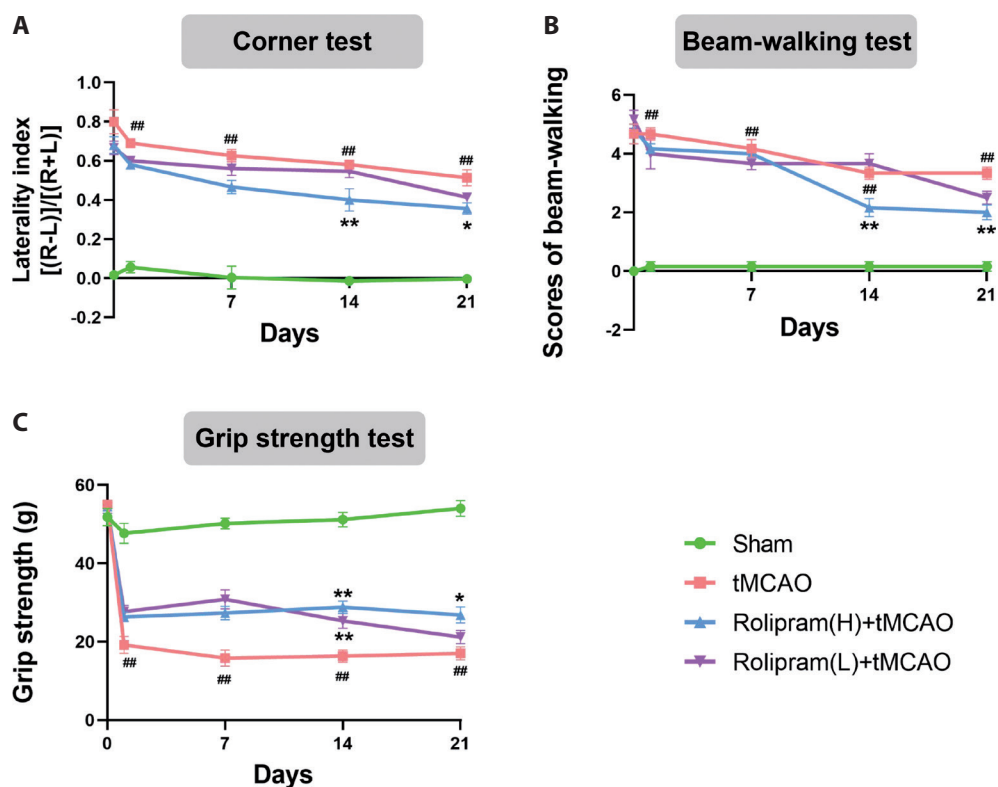 A
Corner test
Laterality index
[(R-L)]/[(R+L)]
1.0
0.8
0.6
0.4
0.2
0.0
-0.2
##
##
##
##
**
*
7
14
21
Days
B
Beam-walking test
Scores of beam-walking
6
4
2
0
-2
##
##
##
##
**
**
7
14
21
Days
C
Grip strength test
Grip strength (g)
60
40
20
0
**
*
**
##
##
##
##
0
7
14
21
Days
Sham
tMCAO
Rolipram(H)+tMCAO
Rolipram(L)+tMCAO